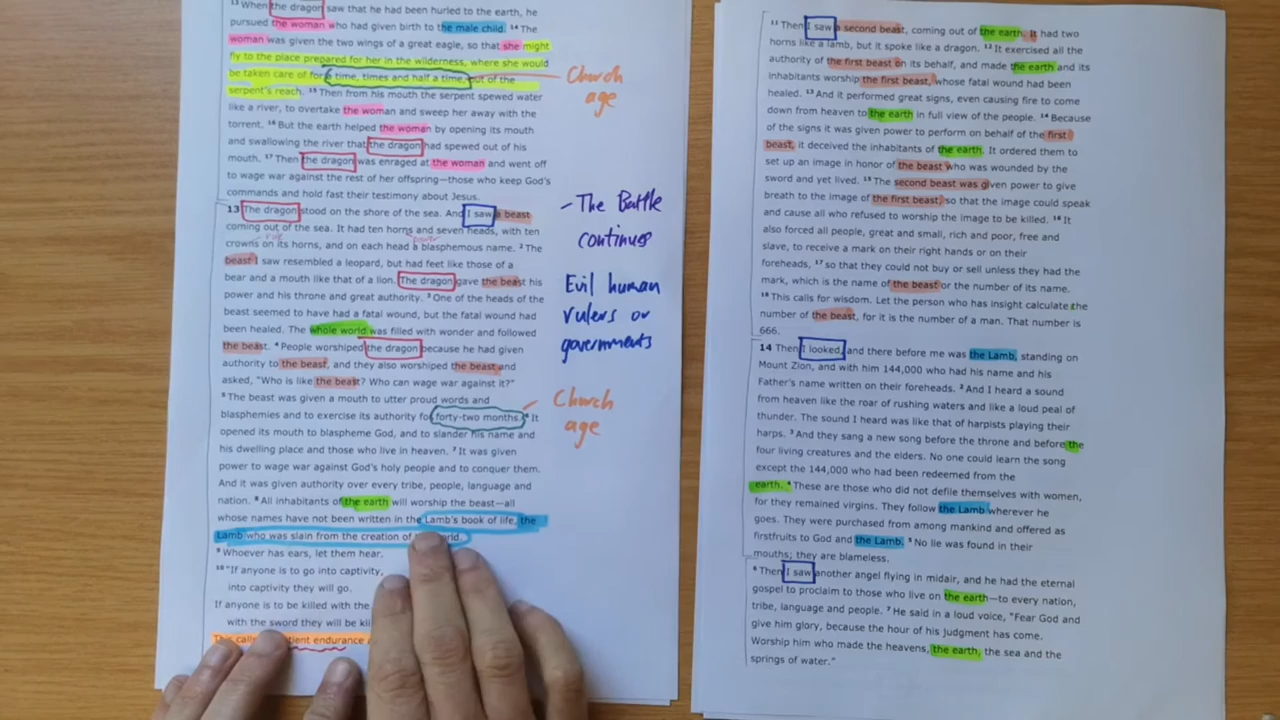 13 When the dragon saw that he had been hurled to the earth, he
pursued the woman who had given birth to the male child. 14 The
woman was given the two wings of a great eagle, so that she might
fly to the place prepared for her in the wilderness, where she would
be taken care of for a time, times and half a time, out of the
serpent's reach. 15 Then from his mouth the serpent spewed water
like a river, to overtake the woman and sweep her away with the
torrent. 16 But the earth helped the woman by opening its mouth
and swallowing the river that the dragon had spewed out of his
mouth. 17 Then the dragon was enraged at the woman and went off
to wage war against the rest of her offspring—those who keep God's
commands and hold fast their testimony about Jesus.
13 The dragon stood on the shore of the sea. And I saw a beast
coming out of the sea. It had ten horns and seven heads, with ten
crowns on its horns, and on each head a blasphemous name. 2 The
power
beast I saw resembled a leopard, but had feet like those of a
bear and a mouth like that of a lion. The dragon gave the beast his
power and his throne and great authority. 3 One of the heads of the
beast seemed to have had a fatal wound, but the fatal wound had
been healed. The whole world was filled with wonder and followed
the beast. 4 People worshiped the dragon because he had given
authority to the beast, and they also worshiped the beast and
asked, "Who is like the beast? Who can wage war against it?"
5 The beast was given a mouth to utter proud words and
blasphemies and to exercise its authority for forty-two months. 6 It
opened its mouth to blaspheme God, and to slander his name and
his dwelling place and those who live in heaven. 7 It was given
power to wage war against God's holy people and to conquer them.
And it was given authority over every tribe, people, language and
nation. 8 All inhabitants of the earth will worship the beast—all
whose names have not been written in the Lamb's book of life, the
Lamb who was slain from the creation of
9 Whoever has ears, let them hear.
10 "If anyone is to go into captivity,
into captivity they will go.
If anyone is to be killed with the
with the sword they will be
This endurance
Church
age
- The Battle
continues
Evil human
rulers or
governments
Church
age
11 Then I saw a second beast, coming out of the earth. It had two
horns like a lamb, but it spoke like a dragon. 12 It exercised all the
authority of the first beast on its behalf, and made the earth and its
inhabitants worship the first beast, whose fatal wound had been
healed. 13 And it performed great signs, even causing fire to come
down from heaven to the earth in full view of the people. 14 Because
of the signs it was given power to perform on behalf of the first
beast, it deceived the inhabitants of the earth. It ordered them to
set up an image in honor of the beast who was wounded by the
sword and yet lived. 15 The second beast was given power to give
breath to the image of the first beast, so that the image could speak
and cause all who refused to worship the image to be killed. 16 It
also forced all people, great and small, rich and poor, free and
slave, to receive a mark on their right hands or on their
foreheads, 17 so that they could not buy or sell unless they had the
mark, which is the name of the beast or the number of its name.
18 This calls for wisdom. Let the person who has insight calculate the
number of the beast, for it is the number of a man. That number is
666.
14 Then I looked, and there before me was the Lamb, standing on
Mount Zion, and with him 144,000 who had his name and his
Father's name written on their foreheads. 2 And I heard a sound
from heaven like the roar of rushing waters and like a loud peal of
thunder. The sound I heard was like that of harpists playing their
harps. 3 And they sang a new song before the throne and before the
four living creatures and the elders. No one could learn the song
except the 144,000 who had been redeemed from the
earth. 4 These are those who did not defile themselves with women,
for they remained virgins. They follow the Lamb wherever he
goes. They were purchased from among mankind and offered as
firstfruits to God and the Lamb. 5 No lie was found in their
mouths; they are blameless.
6 Then I saw another angel flying in midair, and he had the eternal
gospel to proclaim to those who live on the earth—to every nation,
tribe, language and people. 7 He said in a loud voice, "Fear God and
give him glory, because the hour of his judgment has come.
Worship him who made the heavens, the earth, the sea and the
springs of water."